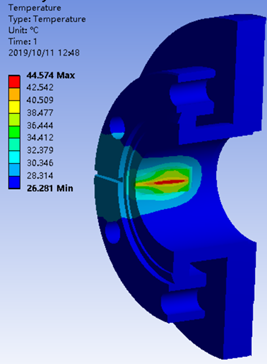 Temperature
Type: Temperature
Unit: °C
Time: 1
2019/10/11 12:48
44.574 Max
42.542
40.509
38.477
36.444
34.412
32.379
30.346
28.314
26.281 Min